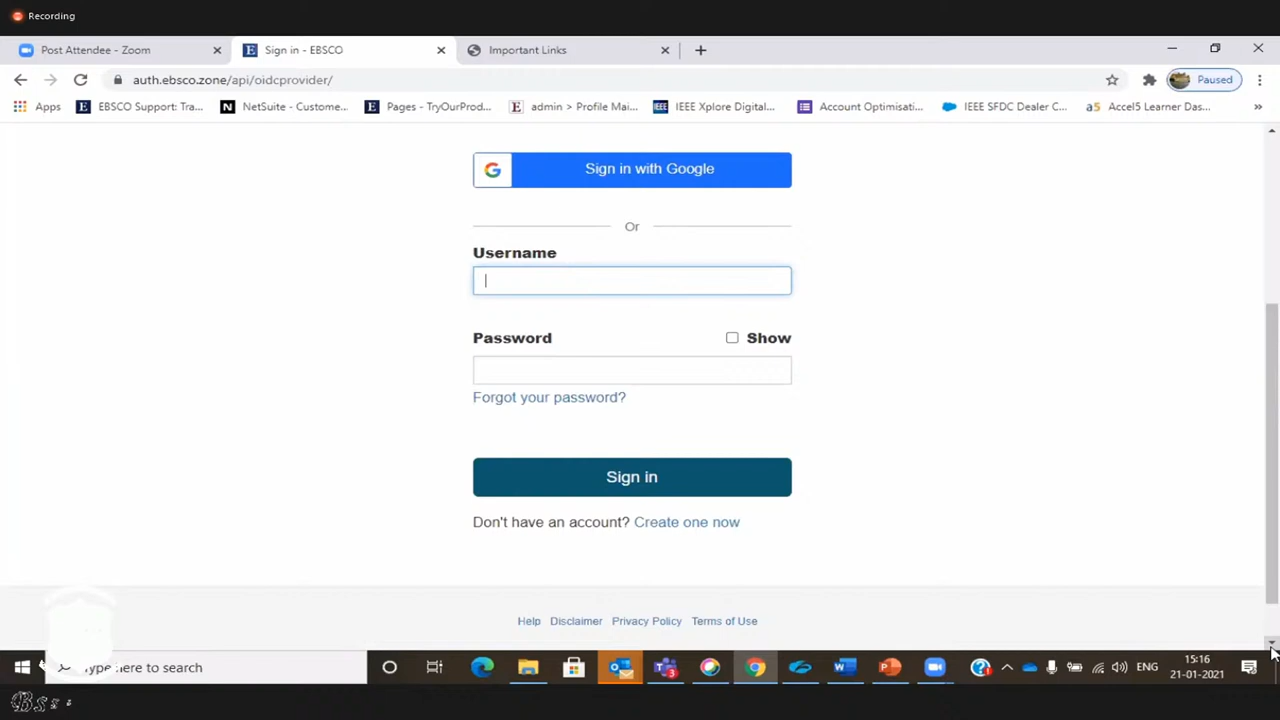 Recording
Post Attendee - Zoom
Sign in - EBSCO
Important Links
auth.ebsco.zone/api/oidcprovider/
Paused
Apps
EBSCO Support: Tra...
NetSuite - Custome...
Pages - TryOurProd...
admin > Profile Mai...
IEEE Xplore Digital...
Account Optimisati...
IEEE SFDC Dealer C...
a5 Accel5 Learner Das...
Sign in with Google
Or
Username
Password
Show
Forgot your password?
Sign in
Don't have an account? Create one now
Help Disclaimer Privacy Policy Terms of Use
Type here to search
ENG
15:16
21-01-2021